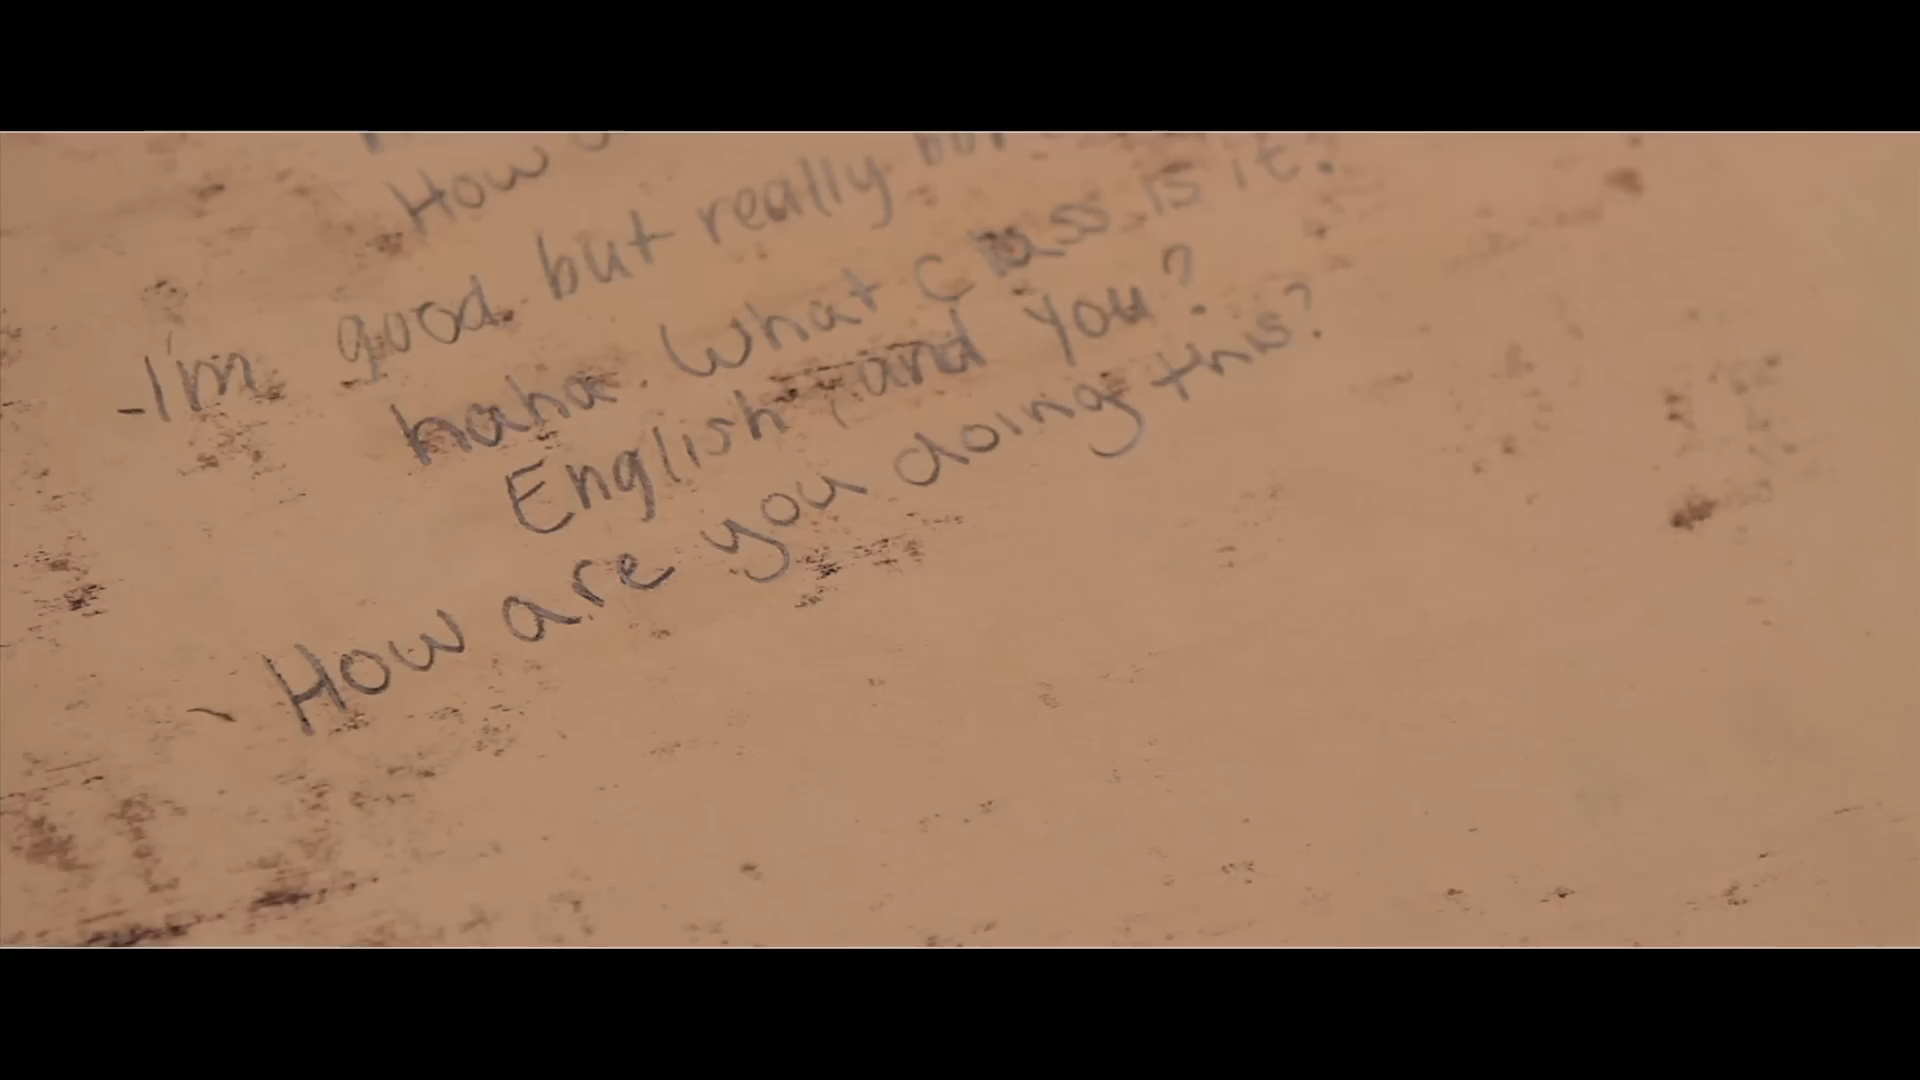 How
-I'm good but really
haha. What class is it?
English, and you?
- How are you doing this?